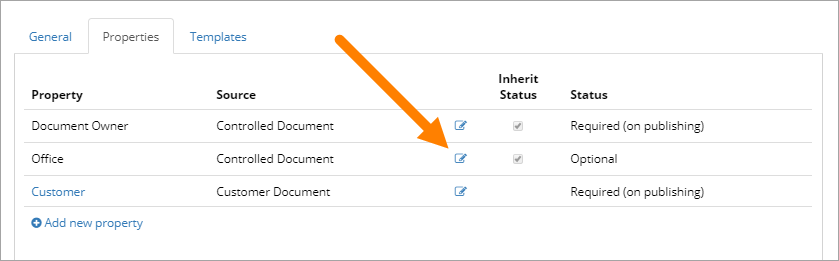 General Properties Templates
Property Source Inherit Status Status
Document Owner Controlled Document Required (on publishing)
Office Controlled Document Optional
Customer Customer Document Required (on publishing)
Add new property